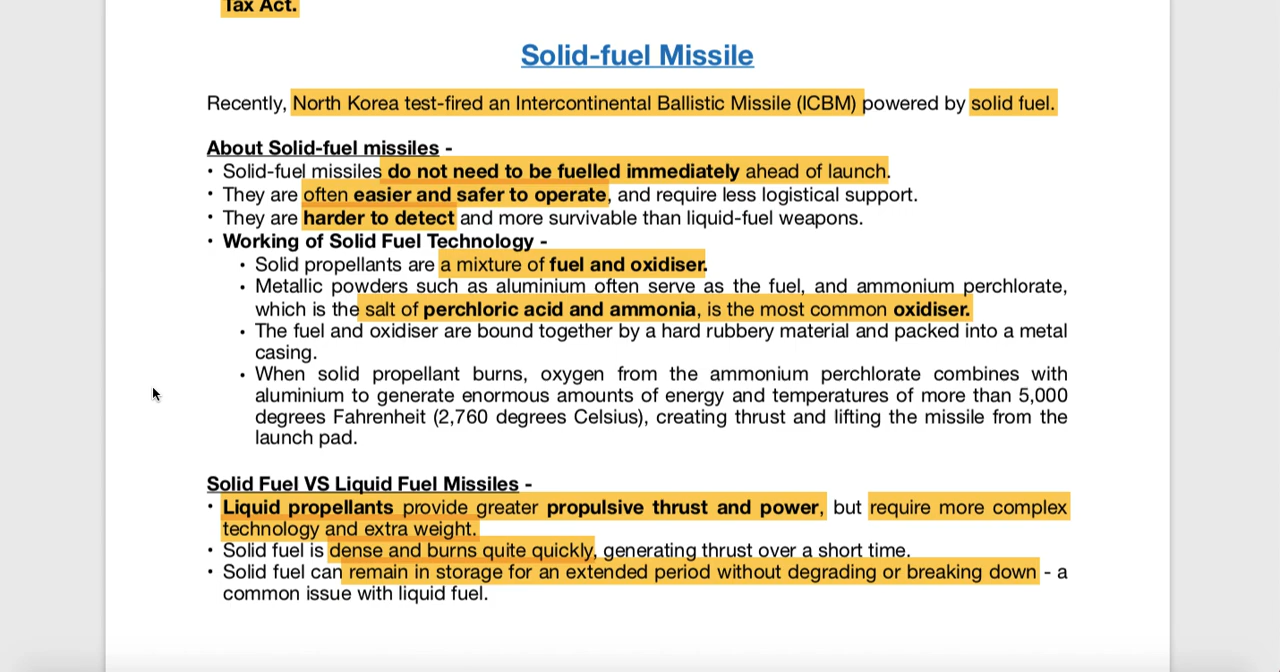 Tax Act.
Solid-fuel Missile
Recently, North Korea test-fired an Intercontinental Ballistic Missile (ICBM) powered by solid fuel.
About Solid-fuel missiles -
• Solid-fuel missiles do not need to be fuelled immediately ahead of launch.
• They are often easier and safer to operate, and require less logistical support.
• They are harder to detect and more survivable than liquid-fuel weapons.
• Working of Solid Fuel Technology -
• Solid propellants are a mixture of fuel and oxidiser.
• Metallic powders such as aluminium often serve as the fuel, and ammonium perchlorate,
which is the salt of perchloric acid and ammonia, is the most common oxidiser.
• The fuel and oxidiser are bound together by a hard rubbery material and packed into a metal
casing.
• When solid propellant burns, oxygen from the ammonium perchlorate combines with
aluminium to generate enormous amounts of energy and temperatures of more than 5,000
degrees Fahrenheit (2,760 degrees Celsius), creating thrust and lifting the missile from the
launch pad.
Solid Fuel VS Liquid Fuel Missiles -
• Liquid propellants provide greater propulsive thrust and power, but require more complex
technology and extra weight.
• Solid fuel is dense and burns quite quickly, generating thrust over a short time.
• Solid fuel can remain in storage for an extended period without degrading or breaking down - a
common issue with liquid fuel.